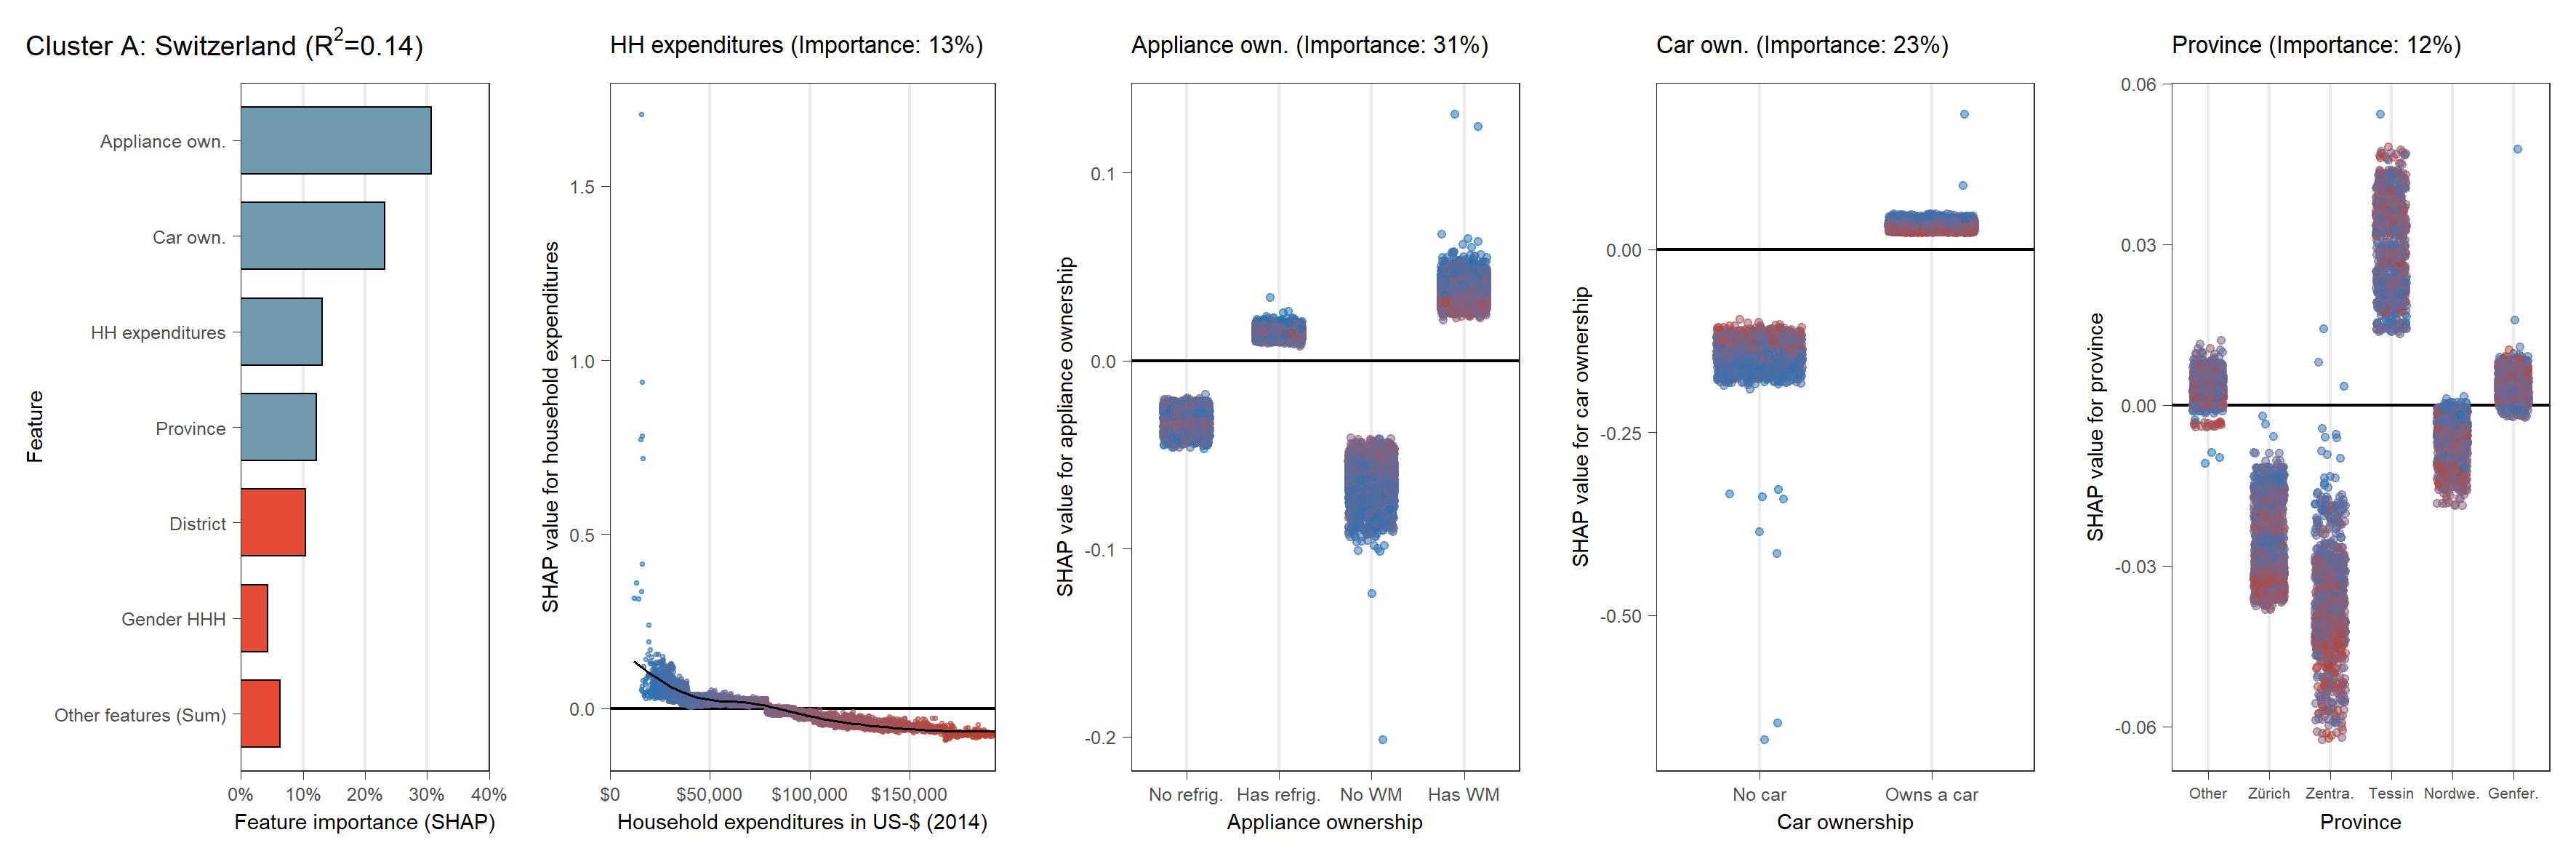 Cluster A: Switzerland (R²=0.14)
Feature
Appliance own.
Car own.
HH expenditures
Province
District
Gender HHH
Other features (Sum)
0% 10% 20% 30% 40%
Feature importance (SHAP)
HH expenditures (Importance: 13%)
SHAP value for household expenditures
1.5
1.0
0.5
0.0
$0 $50,000 $100,000 $150,000
Household expenditures in US-$ (2014)
Appliance own. (Importance: 31%)
SHAP value for appliance ownership
0.1
0.0
-0.1
-0.2
No refrig. Has refrig. No WM Has WM
Appliance ownership
Car own. (Importance: 23%)
SHAP value for car ownership
0.00
-0.25
-0.50
No car Owns a car
Car ownership
Province (Importance: 12%)
SHAP value for province
0.06
0.03
0.00
-0.03
-0.06
Other Zürich Zentra. Tessin Nordwe. Genfer.
Province